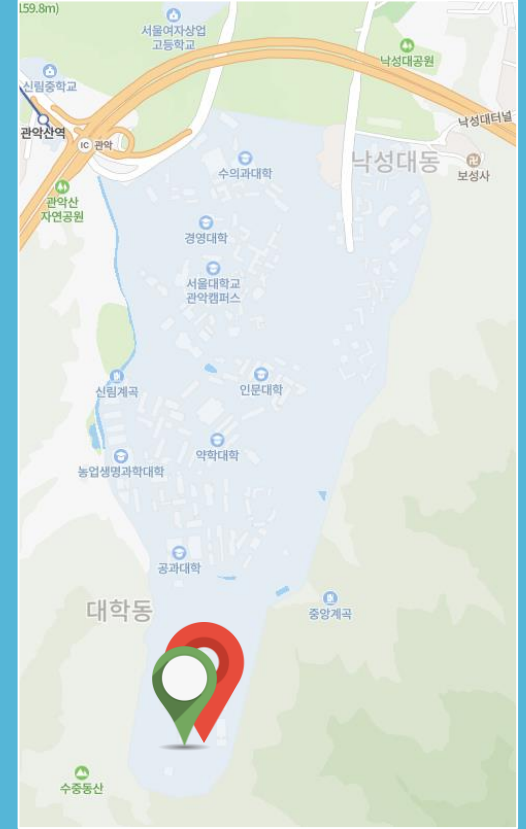 159.8m)
서울여자상업
고등학교
낙성대공원
신림중학교
낙성대터널
관악산역
IC 관악
낙성대동
수의과대학
보성사
관악산
자연공원
경영대학
서울대학교
관악캠퍼스
신림계곡
인문대학
약학대학
농업생명과학대학
공과대학
중앙계곡
대학동
수중동산